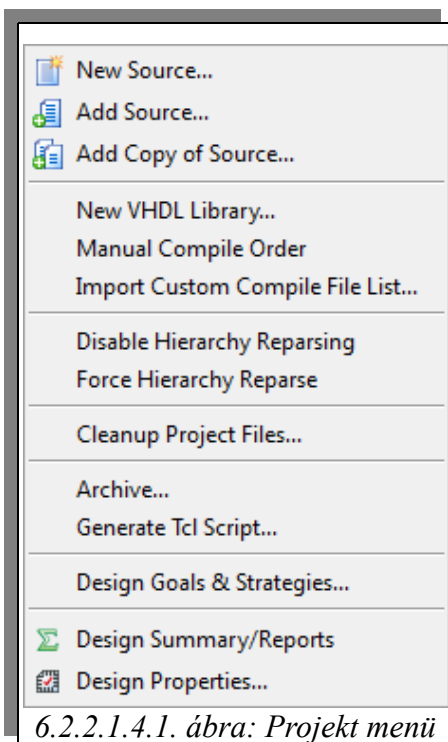 New Source...
Add Source...
Add Copy of Source...
New VHDL Library...
Manual Compile Order
Import Custom Compile File List...
Disable Hierarchy Reparsing
Force Hierarchy Reparse
Cleanup Project Files...
Archive...
Generate Tcl Script...
Design Goals & Strategies...
Design Summary/Reports
Design Properties...
6.2.2.1.4.1. ábra: Projekt menü